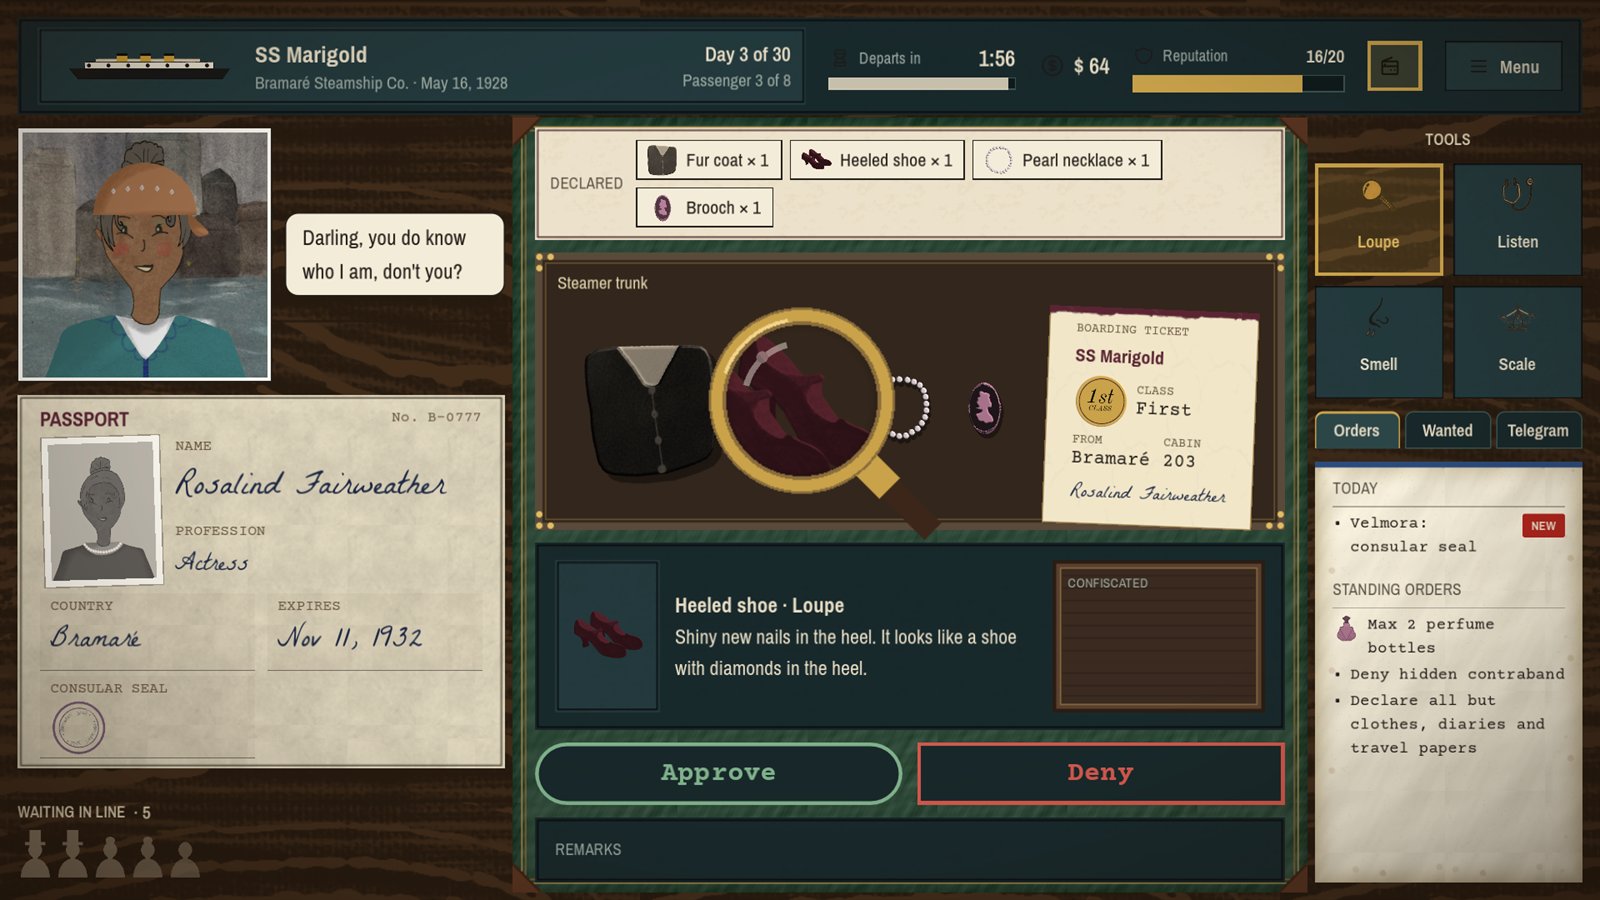 SS Marigold
Bramaré Steamship Co. · May 16, 1928
Day 3 of 30
Passenger 3 of 8
Departs in
1:56
$ 64
Reputation
16/20
Menu
Darling, you do know
who I am, don't you?
DECLARED
Fur coat × 1
Heeled shoe × 1
Pearl necklace × 1
Brooch × 1
Steamer trunk
BOARDING TICKET
SS Marigold
1st
CLASS
CLASS
First
FROM
CABIN
Bramaré 203
Rosalind Fairweather
TOOLS
Loupe
Listen
Smell
Scale
PASSPORT
No. B-0777
NAME
Rosalind Fairweather
PROFESSION
Actress
COUNTRY
EXPIRES
Bramaré
Nov 11, 1932
CONSULAR SEAL
Heeled shoe · Loupe
Shiny new nails in the heel. It looks like a shoe
with diamonds in the heel.
CONFISCATED
Approve
Deny
REMARKS
WAITING IN LINE · 5
Orders
Wanted
Telegram
TODAY
• Velmora:
consular seal
NEW
STANDING ORDERS
Max 2 perfume
bottles
• Deny hidden contraband
• Declare all but
clothes, diaries and
travel papers